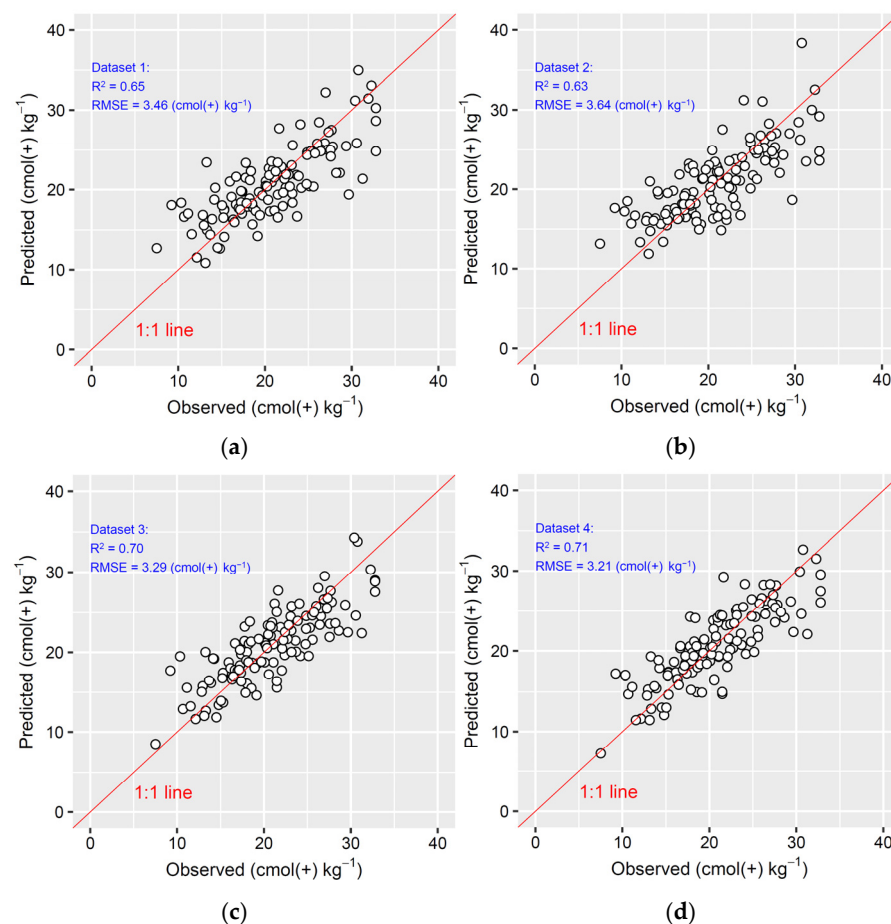 Dataset 1:
R² = 0.65
RMSE = 3.46 (cmol(+) kg⁻¹)
1:1 line
40
30
20
10
0
0 10 20 30 40
Predicted (cmol(+) kg⁻¹)
Observed (cmol(+) kg⁻¹)
(a)
Dataset 2:
R² = 0.63
RMSE = 3.64 (cmol(+) kg⁻¹)
1:1 line
40
30
20
10
0
0 10 20 30 40
Predicted (cmol(+) kg⁻¹)
Observed (cmol(+) kg⁻¹)
(b)
Dataset 3:
R² = 0.70
RMSE = 3.29 (cmol(+) kg⁻¹)
1:1 line
40
30
20
10
0
0 10 20 30 40
Predicted (cmol(+) kg⁻¹)
Observed (cmol(+) kg⁻¹)
(c)
Dataset 4:
R² = 0.71
RMSE = 3.21 (cmol(+) kg⁻¹)
1:1 line
40
30
20
10
0
0 10 20 30 40
Predicted (cmol(+) kg⁻¹)
Observed (cmol(+) kg⁻¹)
(d)